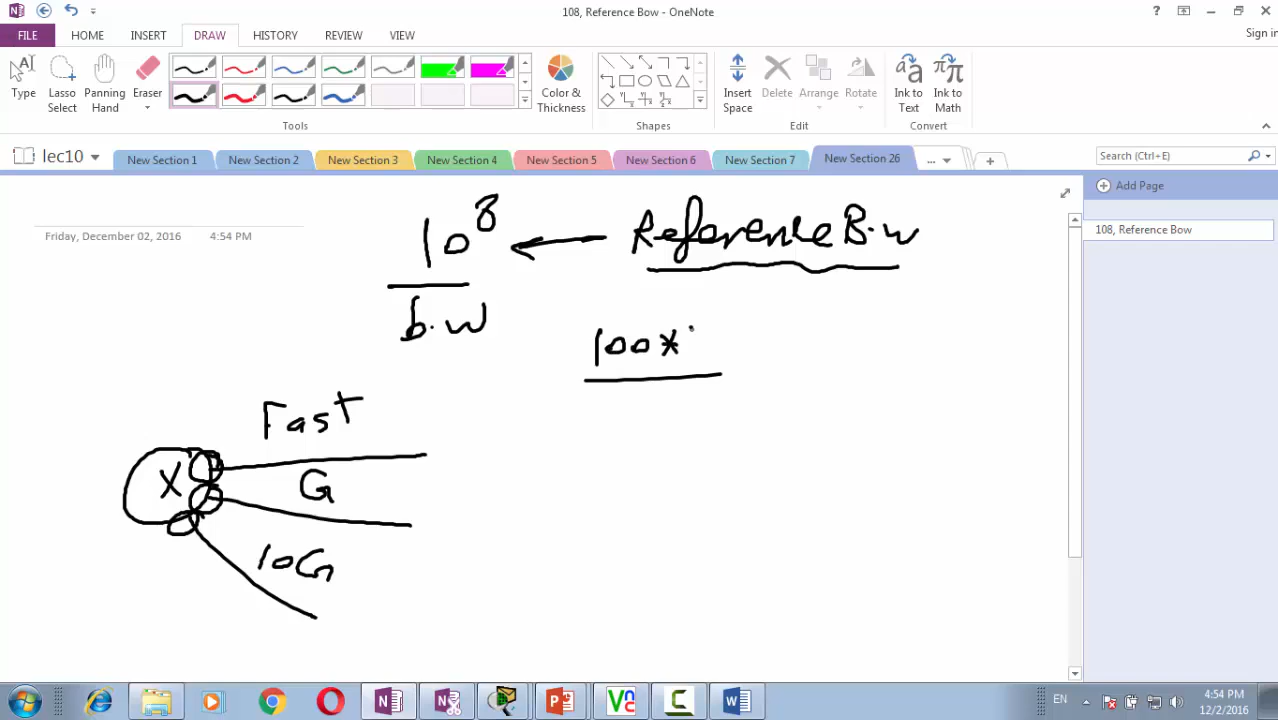 108, Reference Bow - OneNote
?
FILE HOME INSERT DRAW HISTORY REVIEW VIEW
Sign in
Type Lasso Select Panning Hand Eraser Color & Thickness Insert Space Delete Arrange Rotate Ink to Text Ink to Math
Tools Shapes Edit Convert
lec10 New Section 1 New Section 2 New Section 3 New Section 4 New Section 5 New Section 6 New Section 7 New Section 26 ... Search (Ctrl+E)
Add Page
108, Reference Bow
Friday, December 02, 2016 4:54 PM
10⁸ ← Reference B.w
b.w
100*
Fast
X
G
10G
EN
4:54 PM
12/2/2016